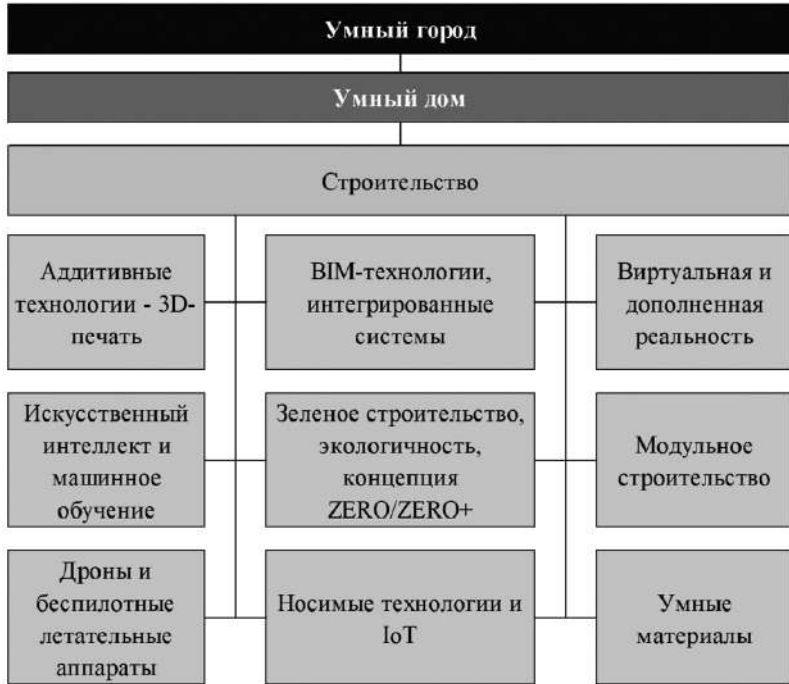 Умный город
Умный дом
Строительство
Аддитивные
технологии - 3D-
печать
BIM-технологии,
интегрированные
системы
Виртуальная и
дополненная
реальность
Искусственный
интеллект и
машинное
обучение
Зеленое строительство,
экологичность,
концепция
ZERO/ZERO+
Модульное
строительство
Дроны и
беспилотные
летательные
аппараты
Носимые технологии и
IoT
Умные
материалы